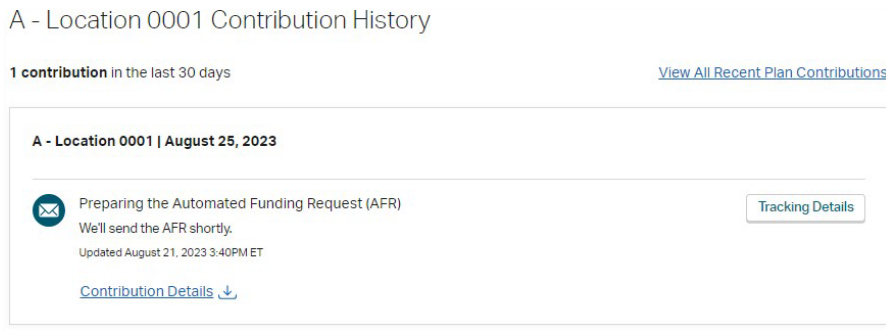 A - Location 0001 Contribution History
1 contribution in the last 30 days
View All Recent Plan Contributions
A - Location 0001 | August 25, 2023
Preparing the Automated Funding Request (AFR)
Tracking Details
We'll send the AFR shortly.
Updated August 21, 2023 3:40PM ET
Contribution Details